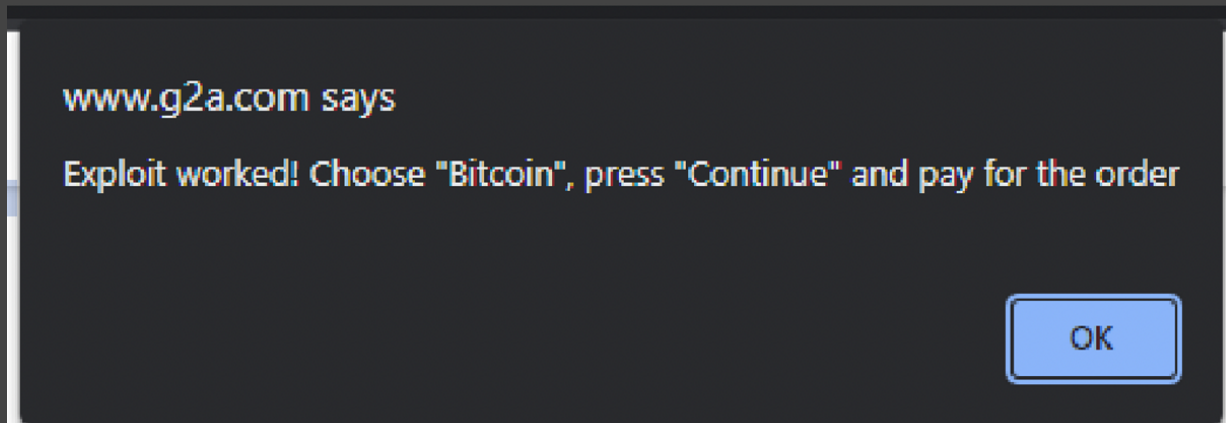 www.g2a.com says
Exploit worked! Choose "Bitcoin", press "Continue" and pay for the order
OK